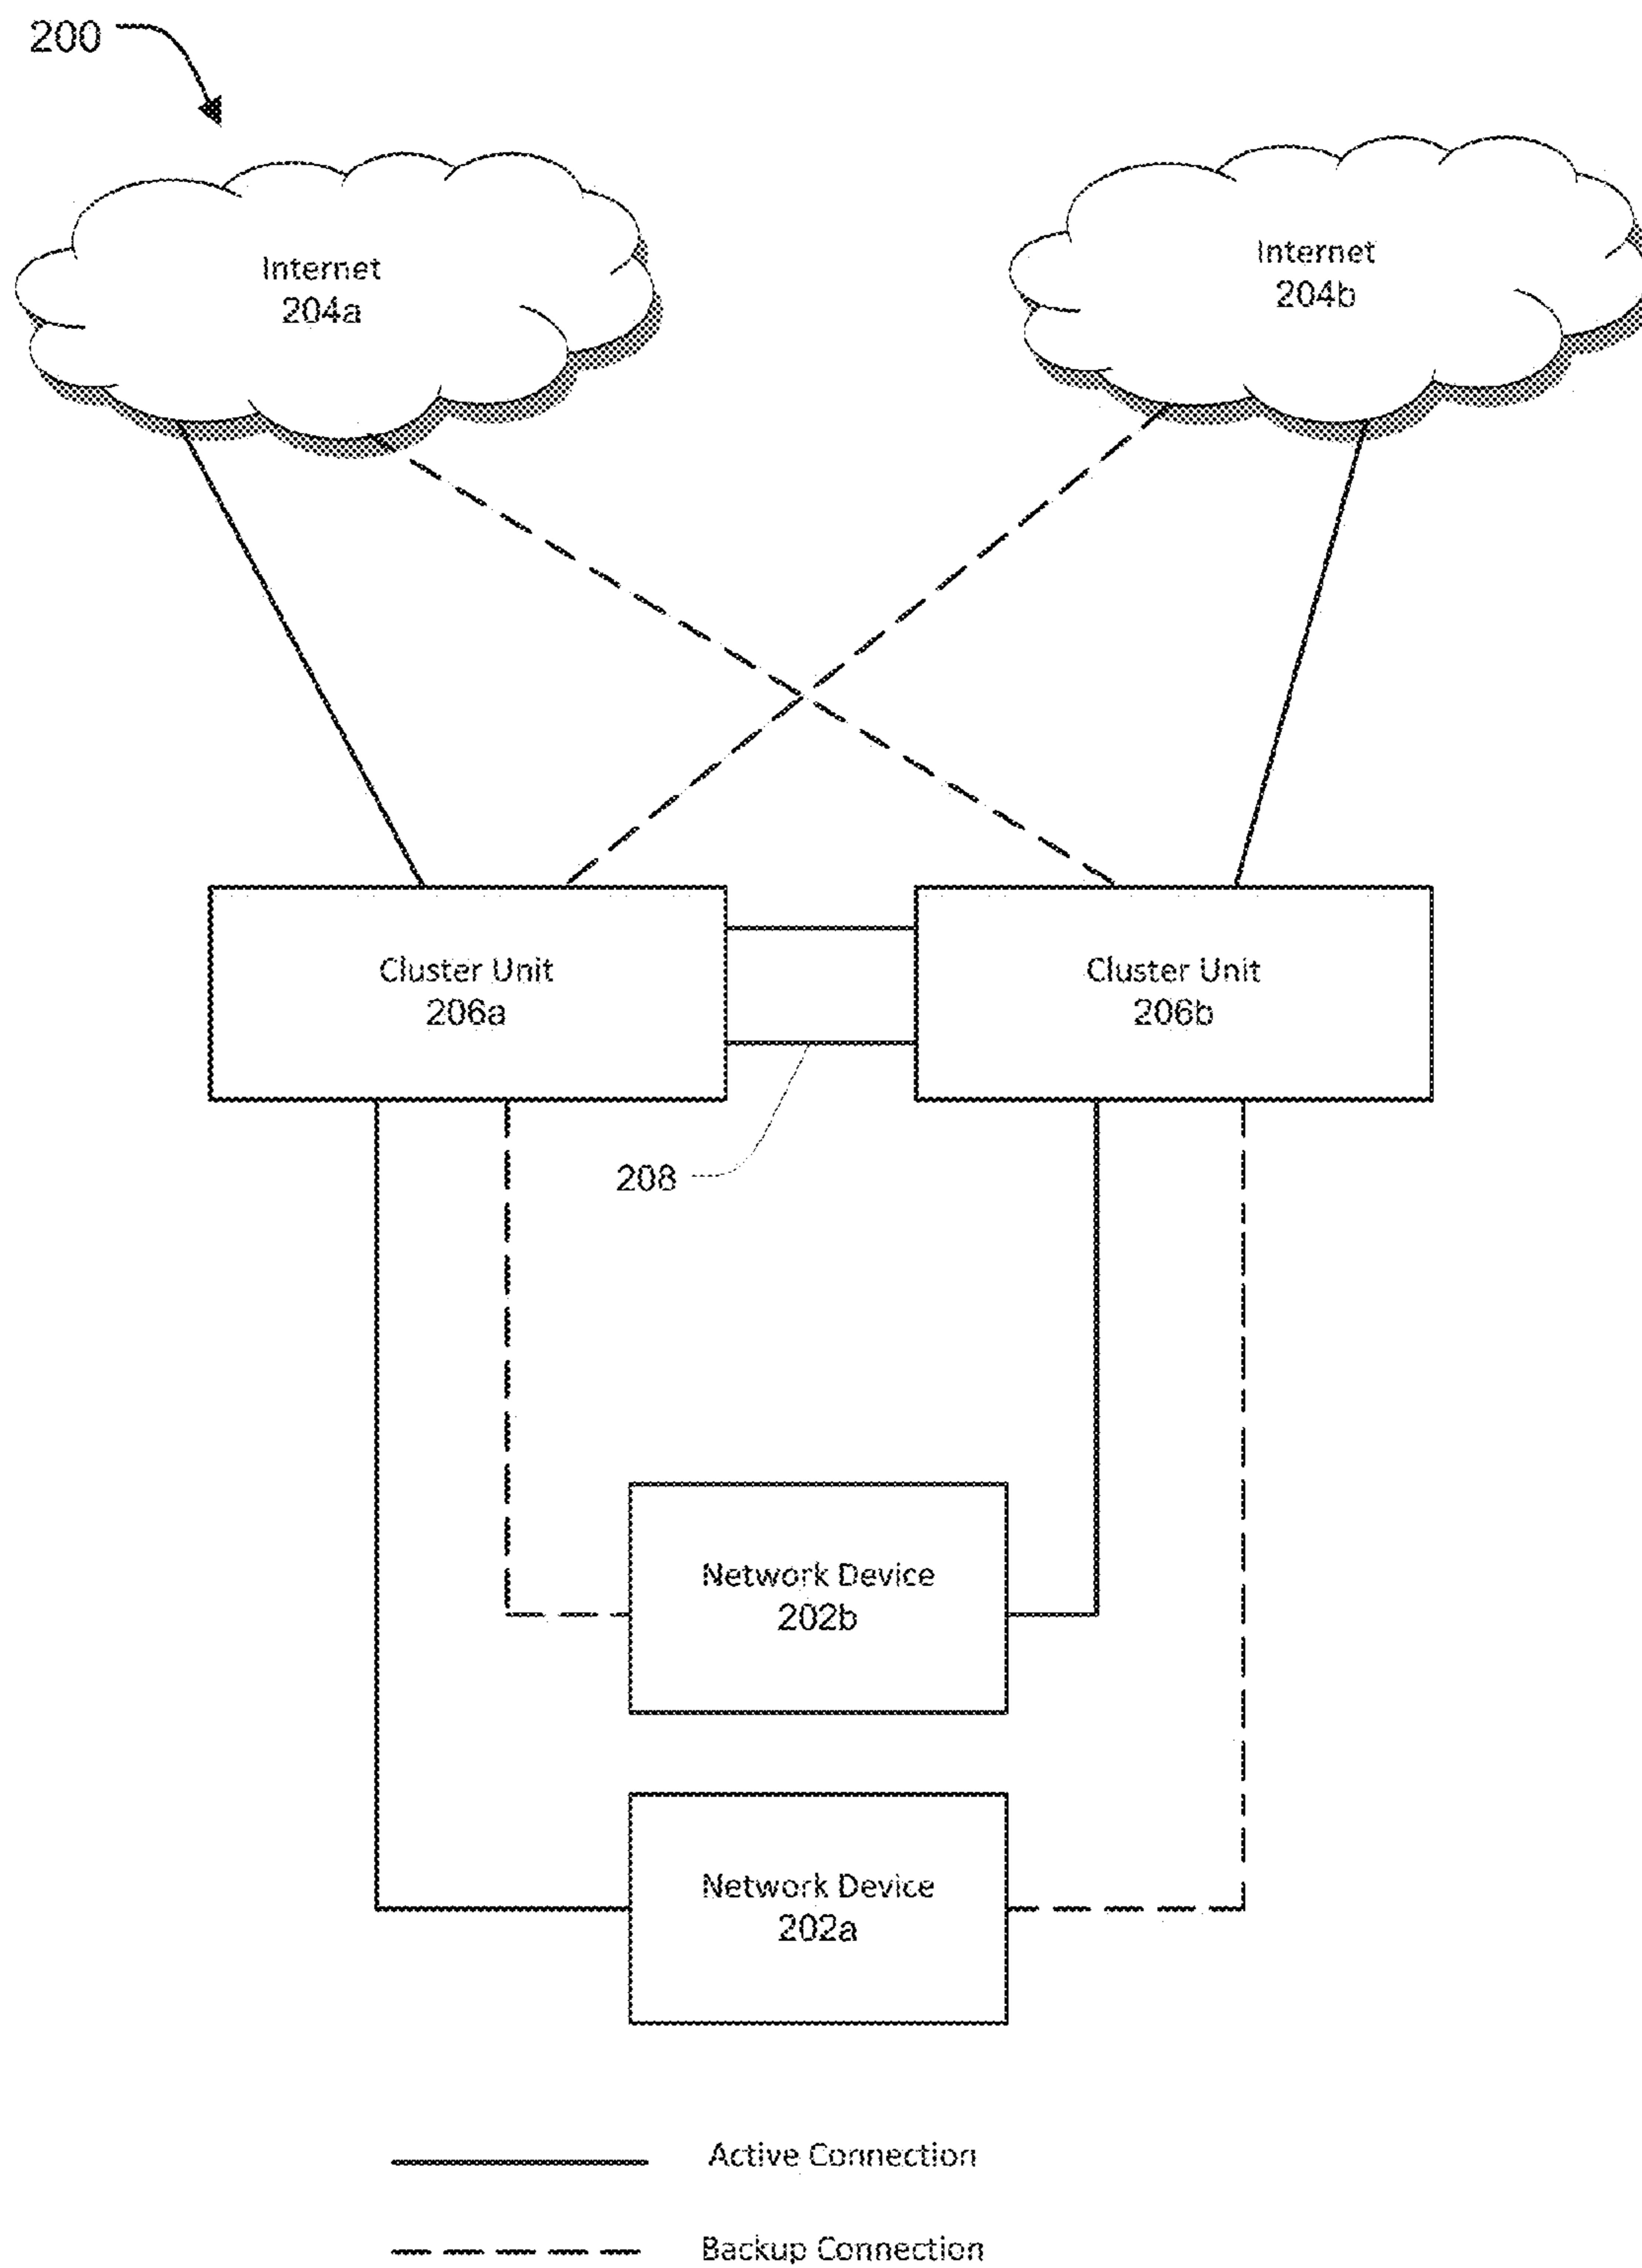 200
Internet
204a
Internet
204b
Cluster Unit
206a
Cluster Unit
206b
208
Network Device
202b
Network Device
202a
Active Connection
Backup Connection